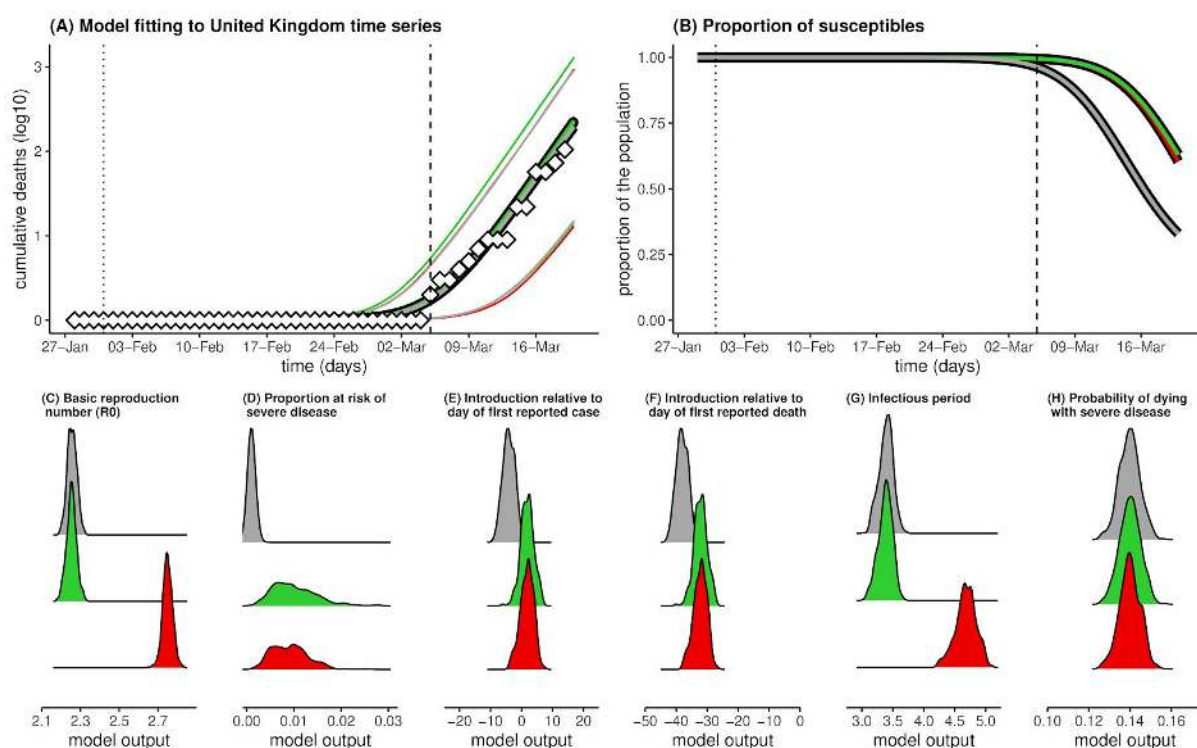 (A) Model fitting to United Kingdom time series
cumulative deaths (log10)
3
2
1
0
27–Jan 03–Feb 10–Feb 17–Feb 24–Feb 02–Mar 09–Mar 16–Mar
time (days)
(B) Proportion of susceptibles
proportion of the population
1.00
0.75
0.50
0.25
0.00
27–Jan 03–Feb 10–Feb 17–Feb 24–Feb 02–Mar 09–Mar 16–Mar
time (days)
(C) Basic reproduction
number (R0)
2.1 2.3 2.5 2.7
model output
(D) Proportion at risk of
severe disease
0.00 0.01 0.02 0.03
model output
(E) Introduction relative to
day of first reported case
−20 −10 0 10 20
model output
(F) Introduction relative to
day of first reported death
−50 −40 −30 −20 −10 0
model output
(G) Infectious period
3.0 3.5 4.0 4.5 5.0
model output
(H) Probability of dying
with severe disease
0.10 0.12 0.14 0.16
model output